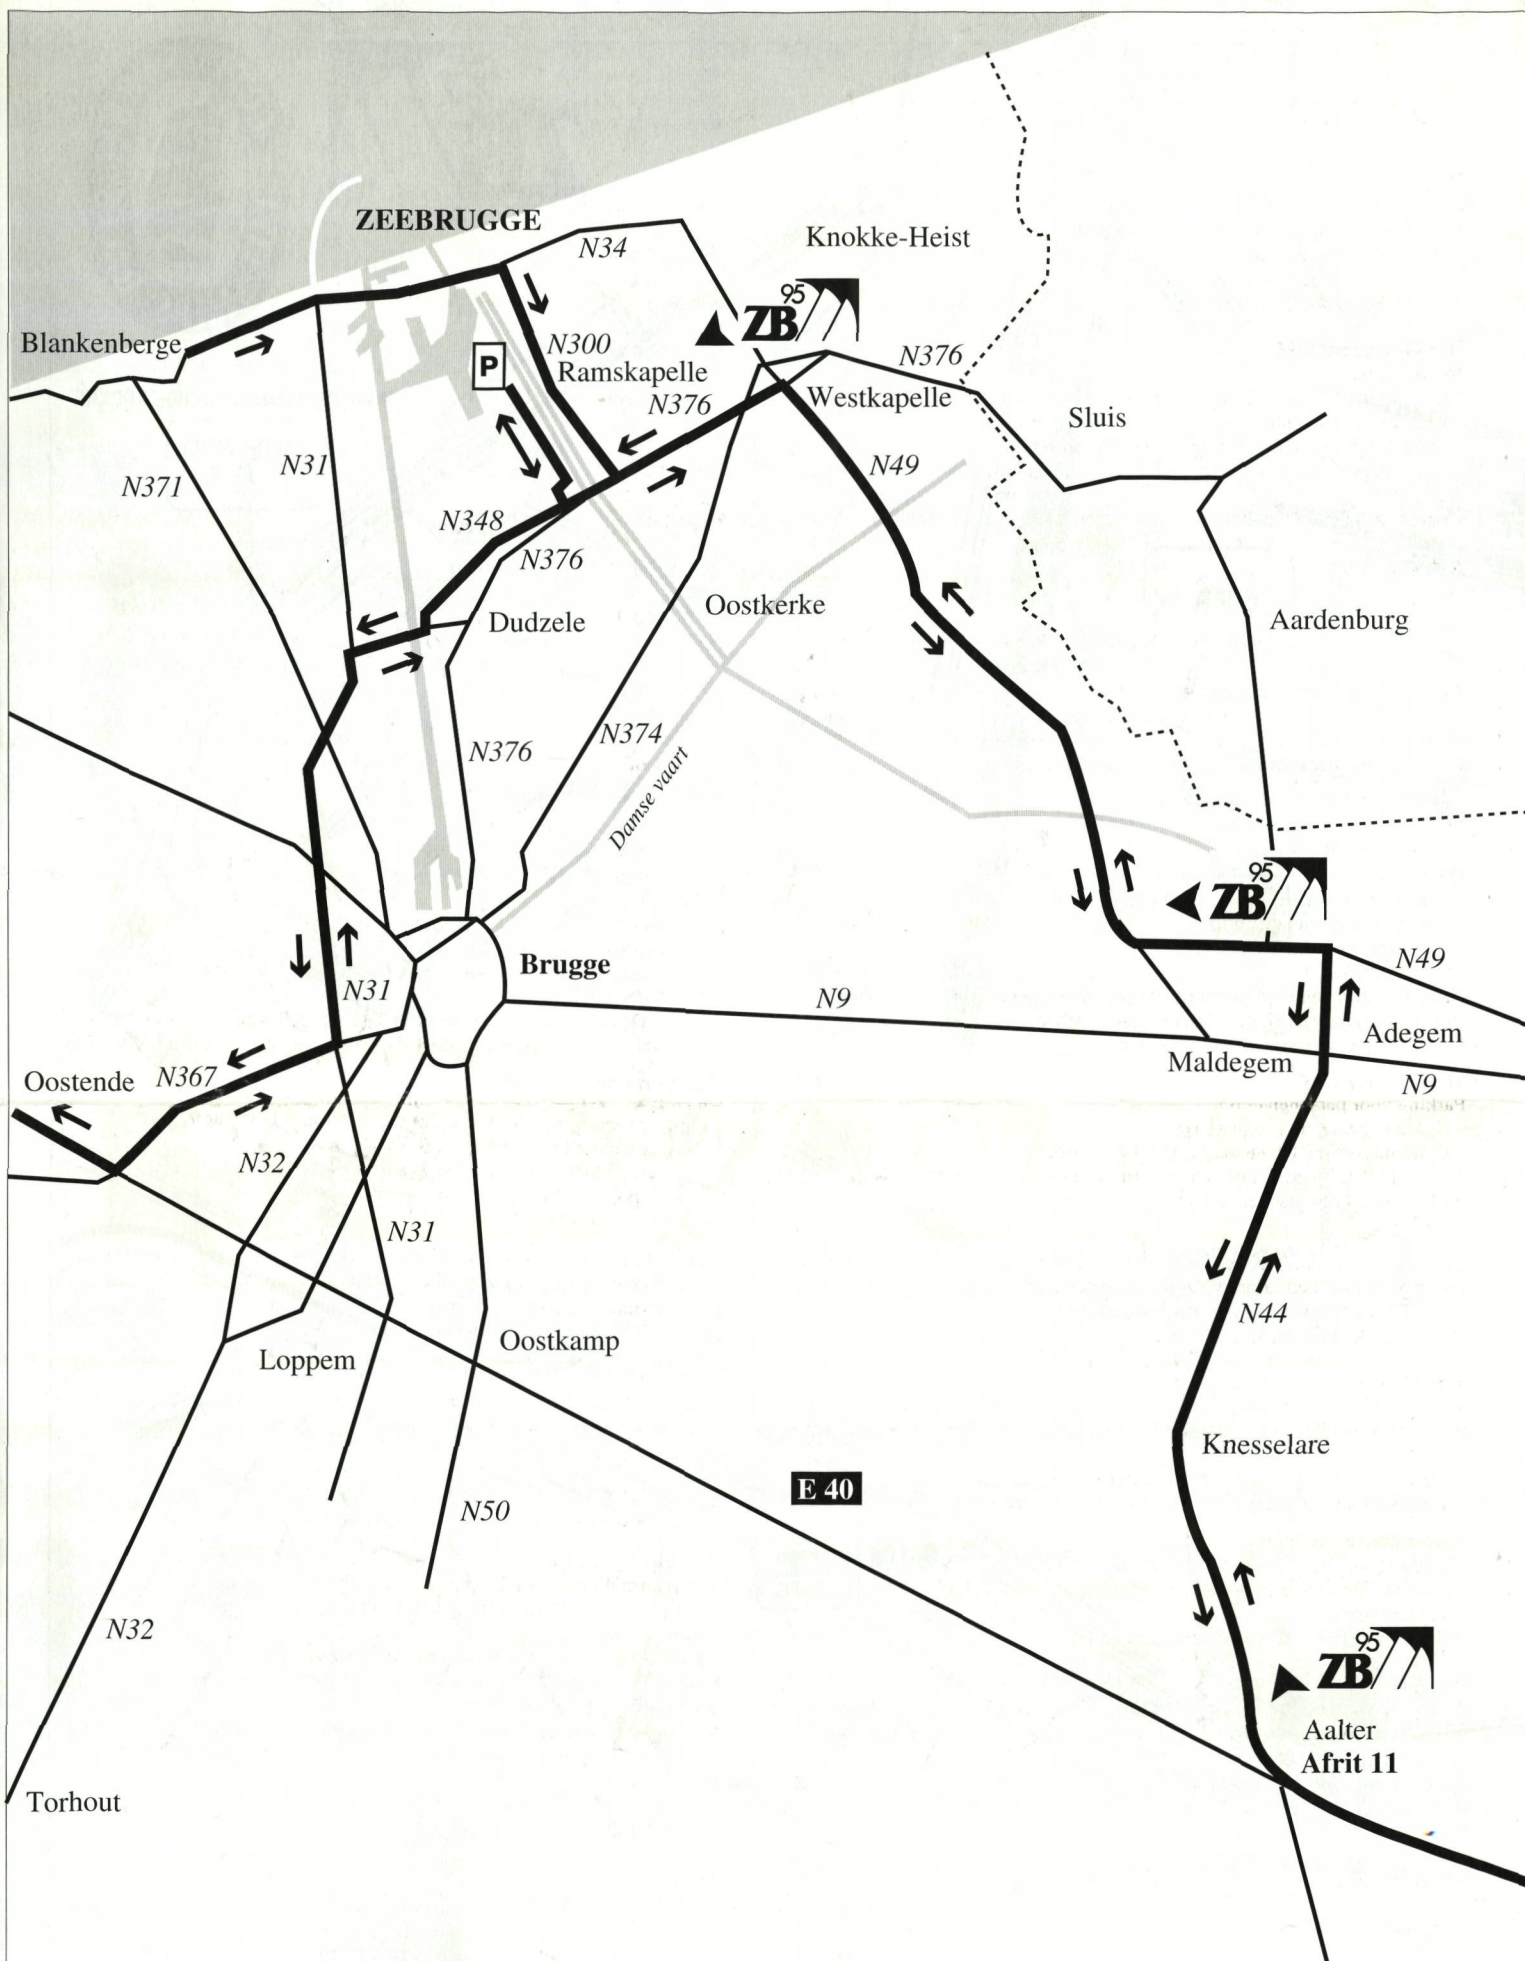 ZEEBRUGGE
N34
Knokke-Heist
95
ZB
Blankenberge
N300
P
Ramskapelle
N376
N376
Westkapelle
Sluis
N31
N49
N371
N348
N376
Dudzele
Oostkerke
Aardenburg
N376
N374
Damse vaart
95
ZB
Brugge
N49
N31
N9
Adegem
Maldegem
Oostende
N367
N9
N32
N31
N44
Oostkamp
Loppem
Knesselare
E 40
N50
N32
95
ZB
Aalter
Afrit 11
Torhout